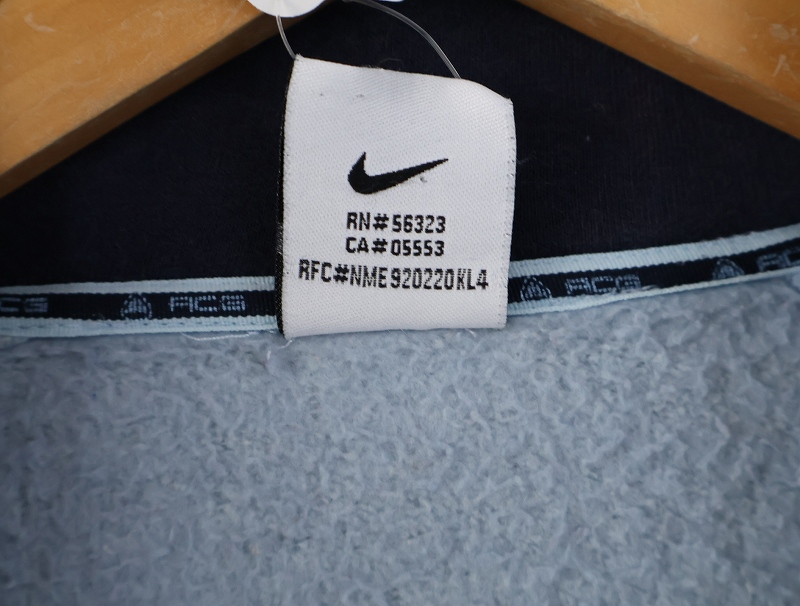 RN#56323
CA#05553
RFC#NME920220KL4
ACG
ACG